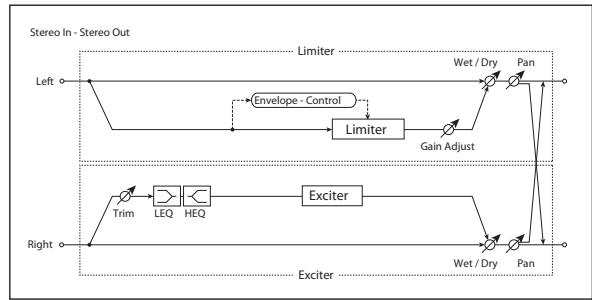 Stereo In - Stereo Out
Limiter
Wet / Dry Pan
Left
Envelope - Control
Limiter
Gain Adjust
Exciter
Trim LEQ HEQ
Right
Wet / Dry Pan
Exciter